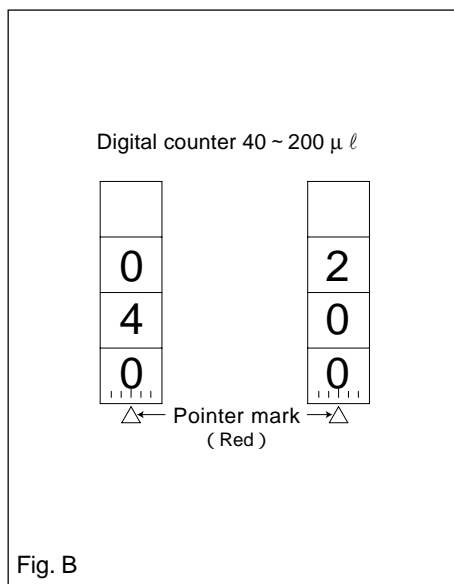 Digital counter 40 ~ 200 μ ℓ
0 2
4 0
0 0
Pointer mark
( Red )
Fig. B